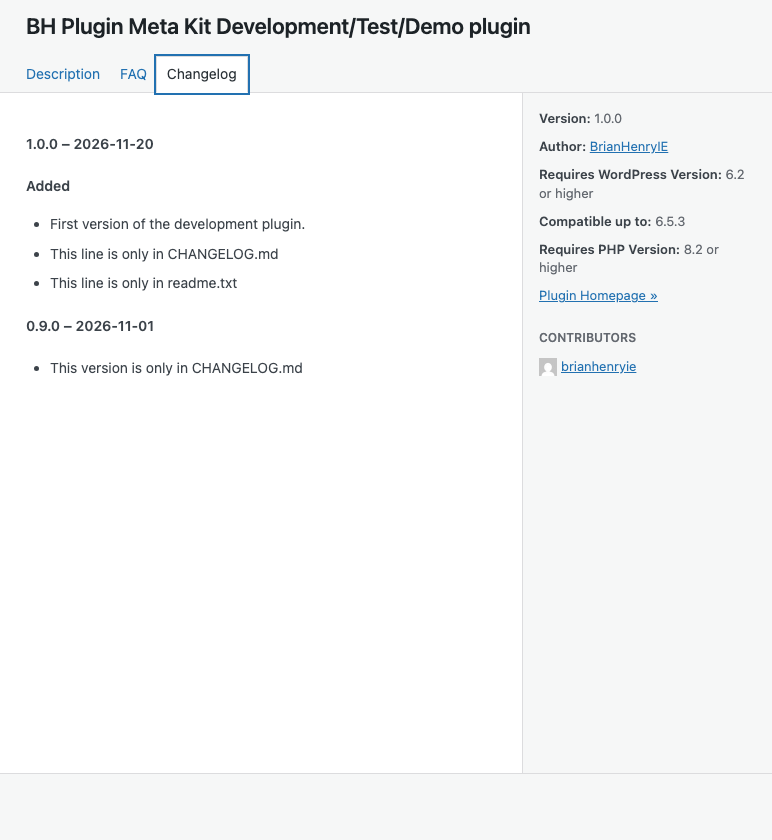 BH Plugin Meta Kit Development/Test/Demo plugin
Description FAQ Changelog
1.0.0 – 2026-11-20
Added
First version of the development plugin.
This line is only in CHANGELOG.md
This line is only in readme.txt
0.9.0 – 2026-11-01
This version is only in CHANGELOG.md
Version: 1.0.0
Author: BrianHenryIE
Requires WordPress Version: 6.2
or higher
Compatible up to: 6.5.3
Requires PHP Version: 8.2 or
higher
Plugin Homepage »
CONTRIBUTORS
brianhenryie